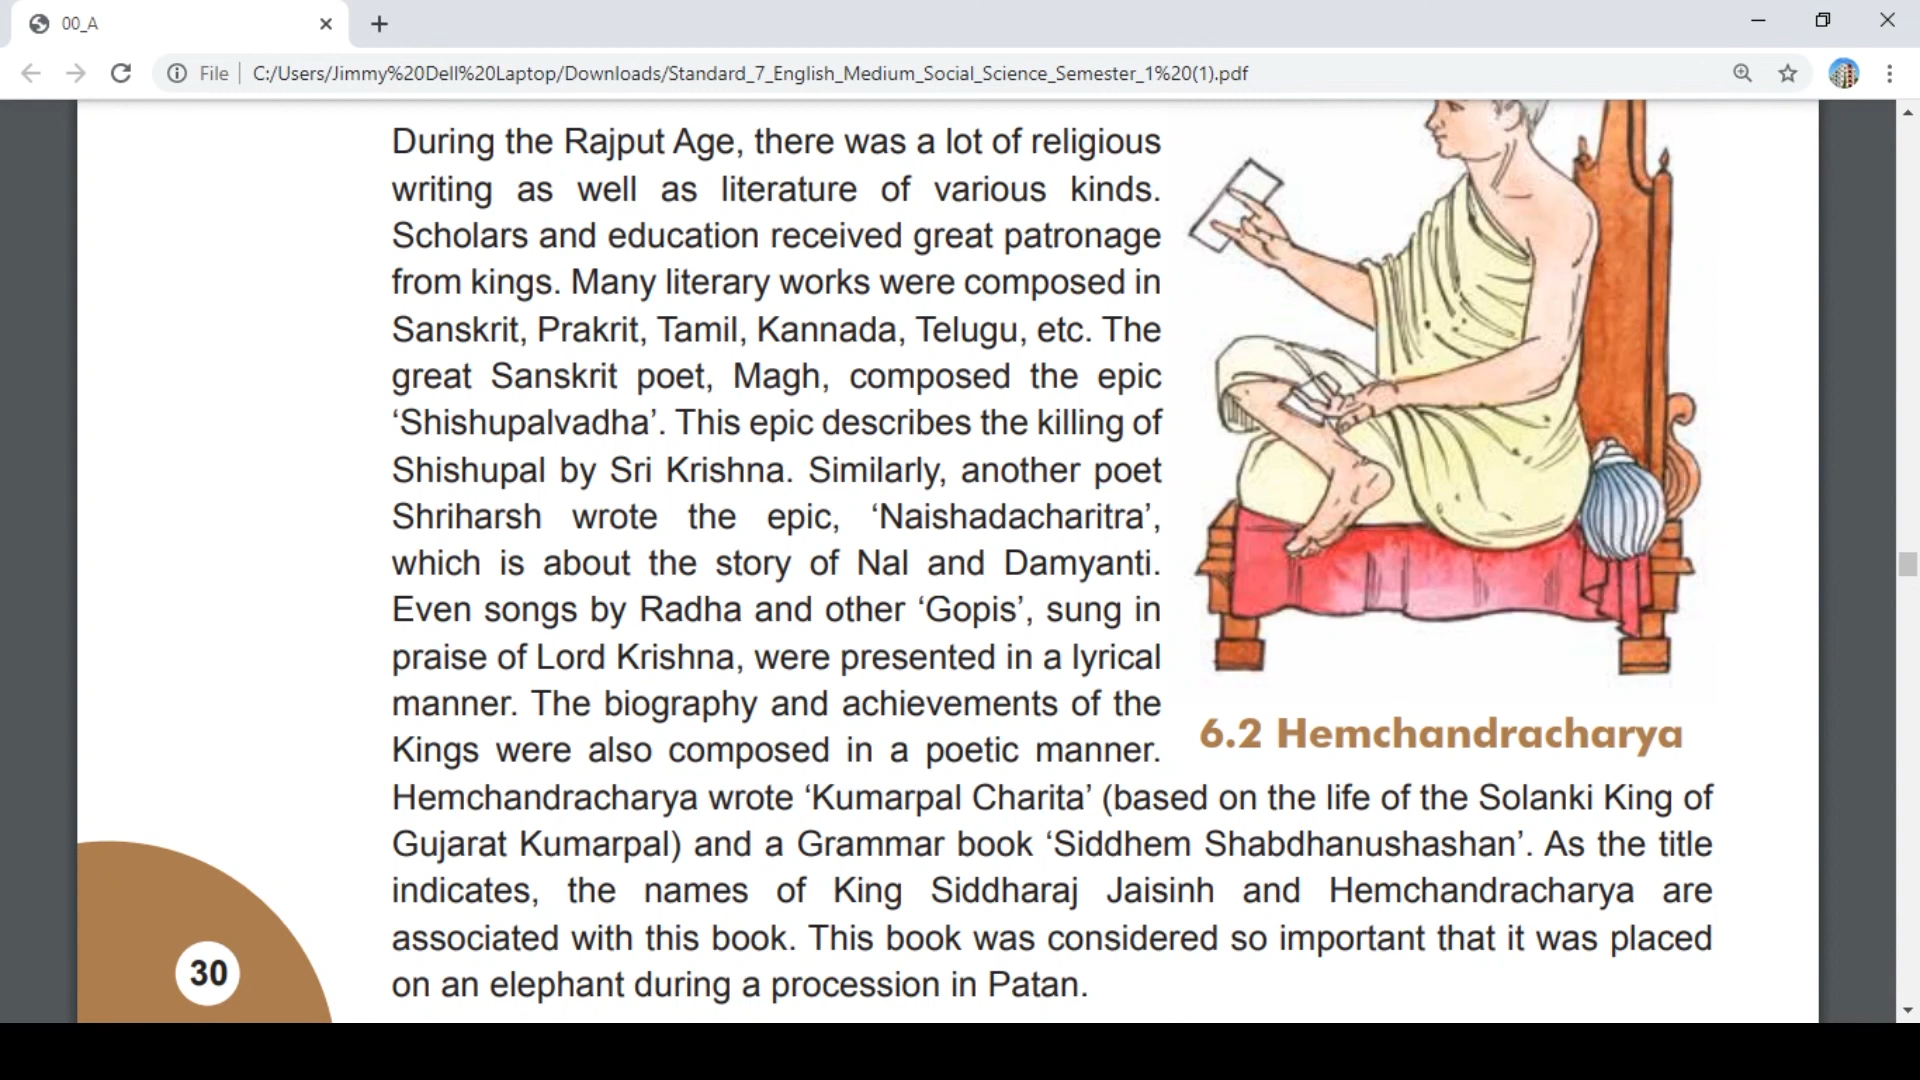 00_A
File
C:/Users/Jimmy%20Dell%20Laptop/Downloads/Standard_7_English_Medium_Social_Science_Semester_1%20(1).pdf
During the Rajput Age, there was a lot of religious
writing as well as literature of various kinds.
Scholars and education received great patronage
from kings. Many literary works were composed in
Sanskrit, Prakrit, Tamil, Kannada, Telugu, etc. The
great Sanskrit poet, Magh, composed the epic
‘Shishupalvadha’. This epic describes the killing of
Shishupal by Sri Krishna. Similarly, another poet
Shriharsh wrote the epic, ‘Naishadacharitra’,
which is about the story of Nal and Damyanti.
Even songs by Radha and other ‘Gopis’, sung in
praise of Lord Krishna, were presented in a lyrical
manner. The biography and achievements of the
Kings were also composed in a poetic manner.
6.2 Hemchandracharya
Hemchandracharya wrote ‘Kumarpal Charita’ (based on the life of the Solanki King of
Gujarat Kumarpal) and a Grammar book ‘Siddhem Shabdhanushashan’. As the title
indicates, the names of King Siddharaj Jaisinh and Hemchandracharya are
associated with this book. This book was considered so important that it was placed
on an elephant during a procession in Patan.
30